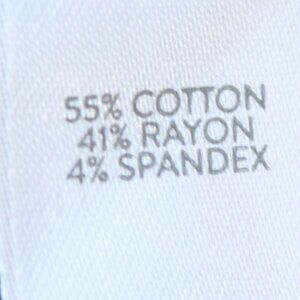 55% COTTON
41% RAYON
4% SPANDEX